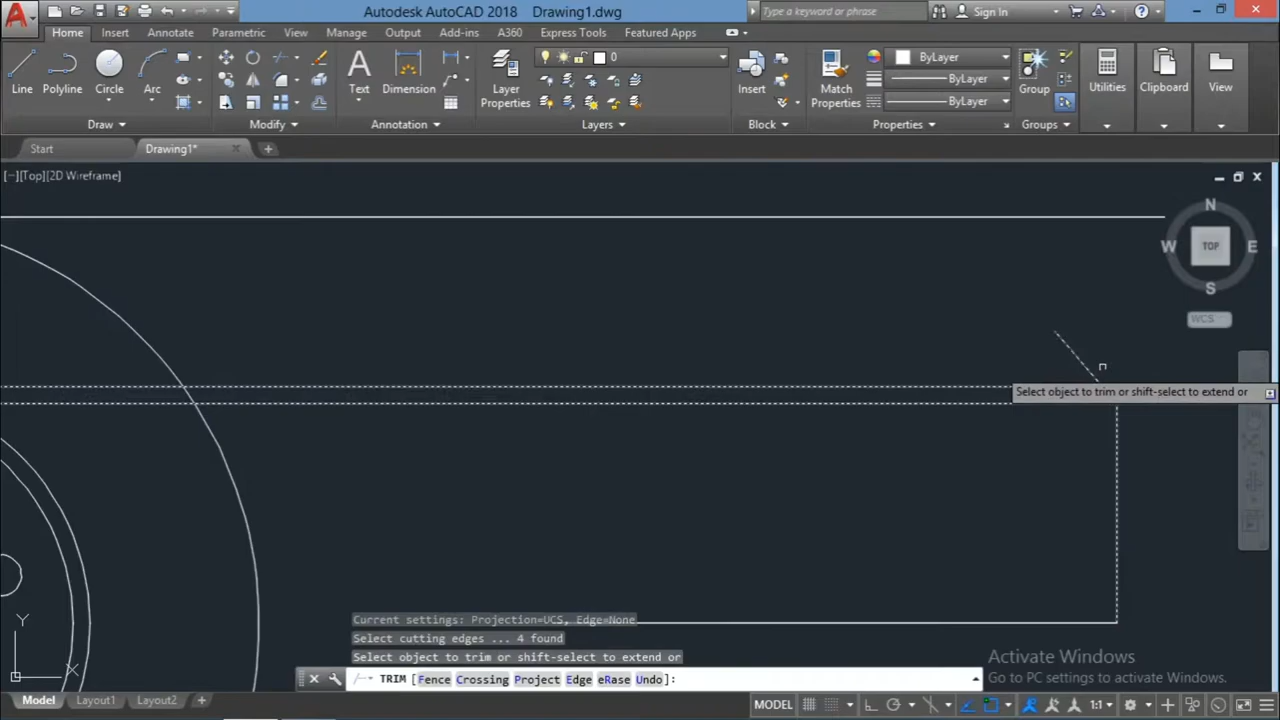 Autodesk AutoCAD 2018 Drawing1.dwg
Type a keyword or phrase
Sign In
Home Insert Annotate Parametric View Manage Output Add-ins A360 Express Tools Featured Apps
Line Polyline Circle Arc
Text Dimension
Layer Properties
0
Insert
Match Properties
ByLayer
ByLayer
ByLayer
Group
Utilities
Clipboard
View
Draw Modify Annotation Layers Block Properties Groups
Start Drawing1*
[−][Top][2D Wireframe]
N
W TOP E
S
WCS
Select object to trim or shift-select to extend or
Y
X
Current settings: Projection=UCS, Edge=None
Select cutting edges ... 4 found
Select object to trim or shift-select to extend or
TRIM [Fence Crossing Project Edge eRase Undo]:
Activate Windows
Go to PC settings to activate Windows.
Model Layout1 Layout2
MODEL
1:1